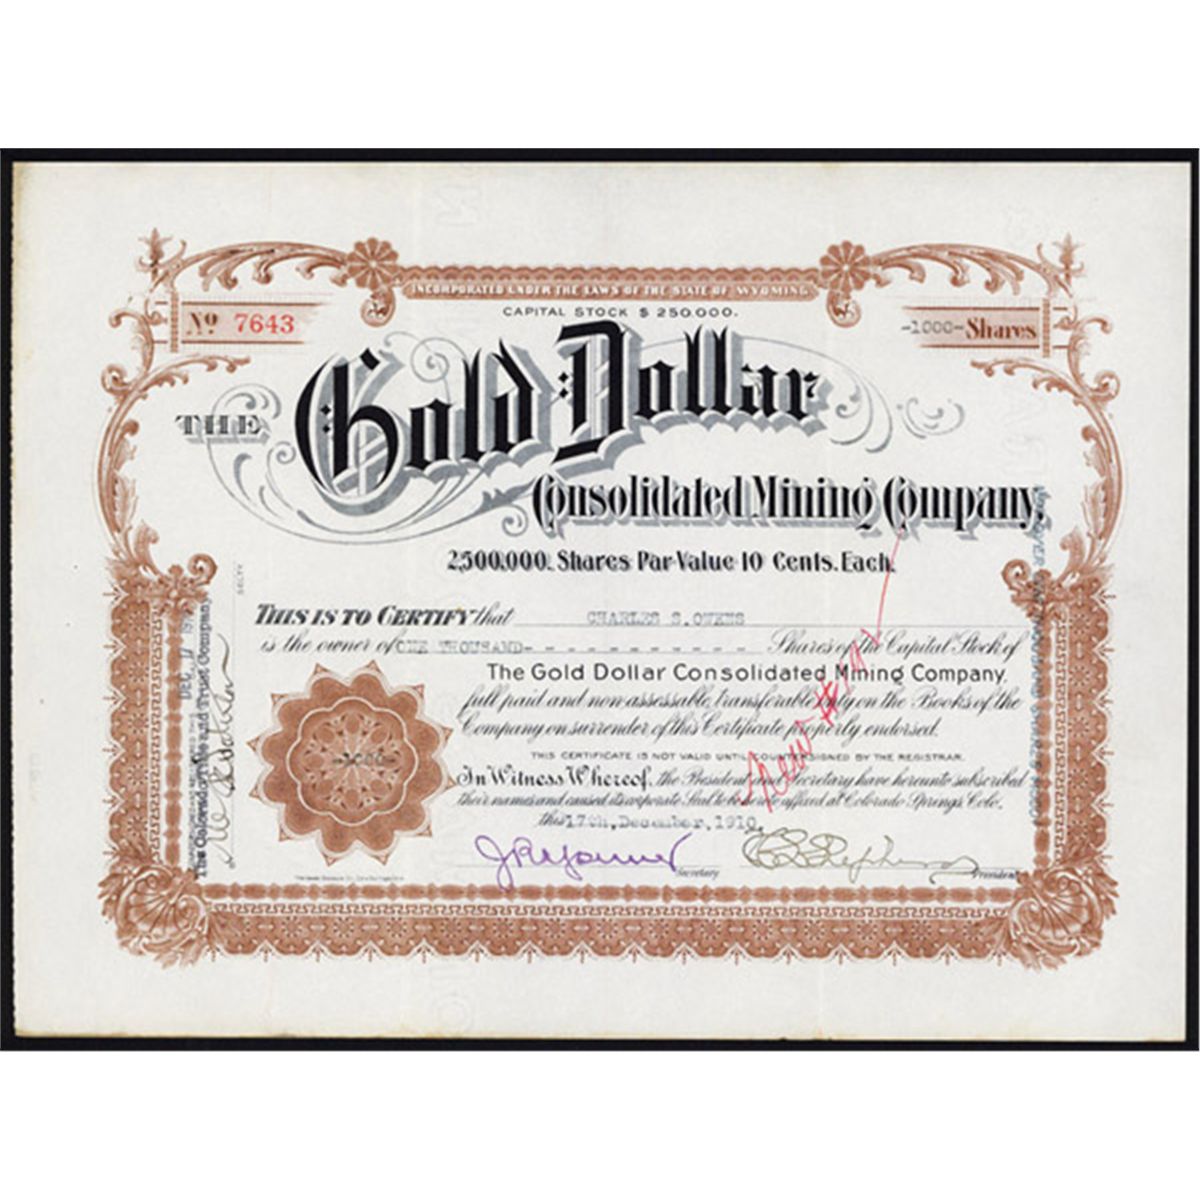 INCORPORATED UNDER THE LAWS OF THE STATE OF WYOMING
CAPITAL STOCK $ 250.000.
No 7643
-1000- Shares
THE Gold Dollar
Consolidated Mining Company.
2,500,000. Shares Par Value 10 Cents. Each.
THIS IS TO CERTIFY that CHARLES S. OWENS
is the owner of ONE THOUSAND- - - - - - - - - - - - Shares of the Capital Stock of
The Gold Dollar Consolidated Mining Company.
full paid and non-assessable, transferable only on the Books of the
Company on surrender of this Certificate properly endorsed.
THIS CERTIFICATE IS NOT VALID UNTIL COUNTERSIGNED BY THE REGISTRAR.
In Witness Whereof, the President and Secretary have hereunto subscribed
their names and caused its corporate Seal to be hereto affixed at Colorado Springs, Colo.
this 17th, December, 1910.
-1000-
Secretary
President
New #
DEC 17
The Colorado Title and Trust Company,
SECTY